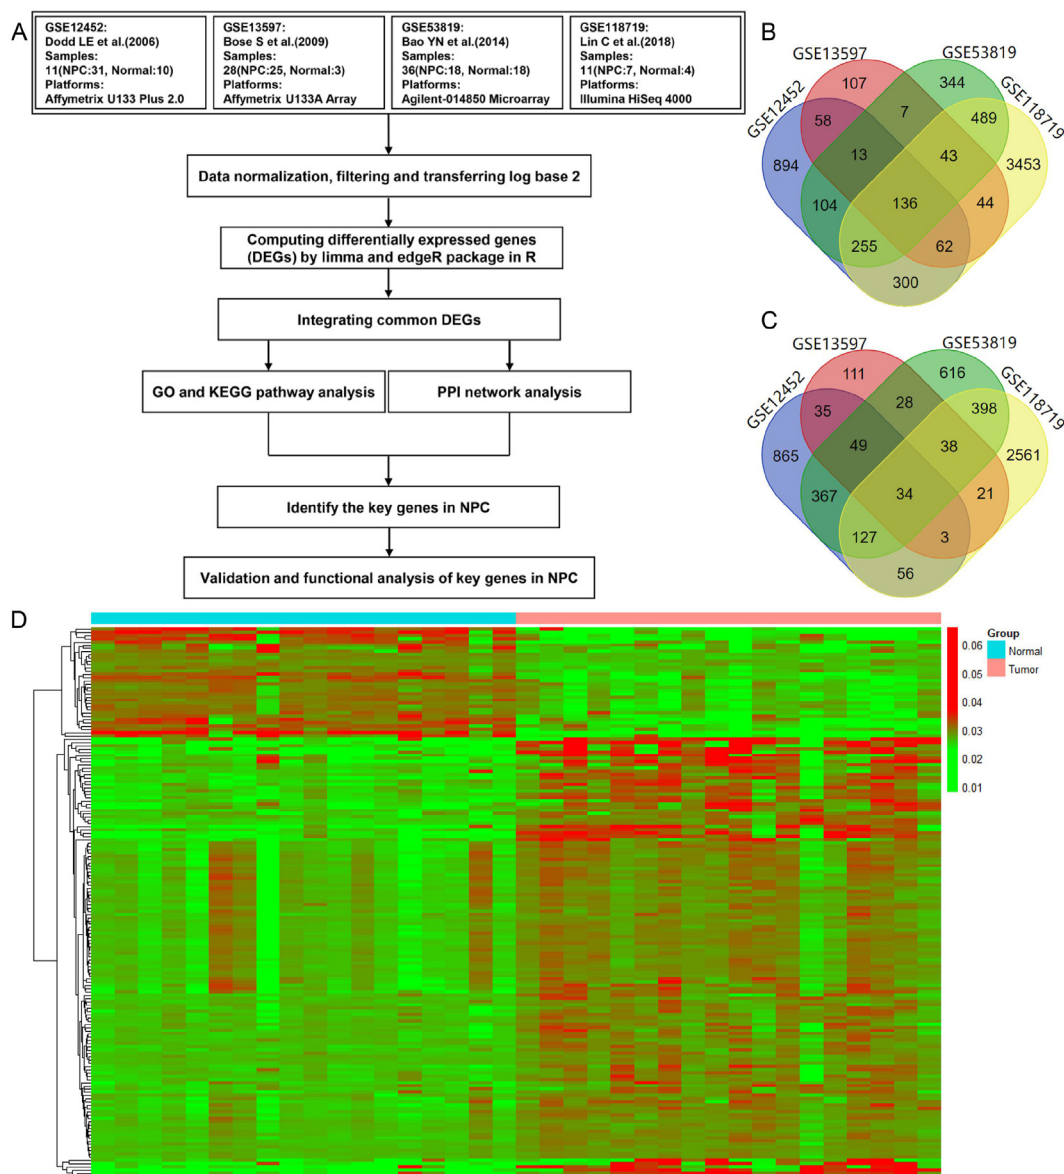 A
GSE12452:
Dodd LE et al.(2006)
Samples:
11(NPC:31, Normal:10)
Platforms:
Affymetrix U133 Plus 2.0
GSE13597:
Bose S et al.(2009)
Samples:
28(NPC:25, Normal:3)
Platforms:
Affymetrix U133A Array
GSE53819:
Bao YN et al.(2014)
Samples:
36(NPC:18, Normal:18)
Platforms:
Agilent-014850 Microarray
GSE118719:
Lin C et al.(2018)
Samples:
11(NPC:7, Normal:4)
Platforms:
Illumina HiSeq 4000
Data normalization, filtering and transferring log base 2
Computing differentially expressed genes
(DEGs) by limma and edgeR package in R
Integrating common DEGs
GO and KEGG pathway analysis
PPI network analysis
Identify the key genes in NPC
Validation and functional analysis of key genes in NPC
B
GSE12452
GSE13597
GSE53819
GSE118719
107
344
58
7
489
894
13
43
3453
104
136
44
255
62
300
C
GSE12452
GSE13597
GSE53819
GSE118719
111
616
35
28
398
865
49
38
2561
367
34
21
127
3
56
D
0.06
0.05
0.04
0.03
0.02
0.01
Group
Normal
Tumor